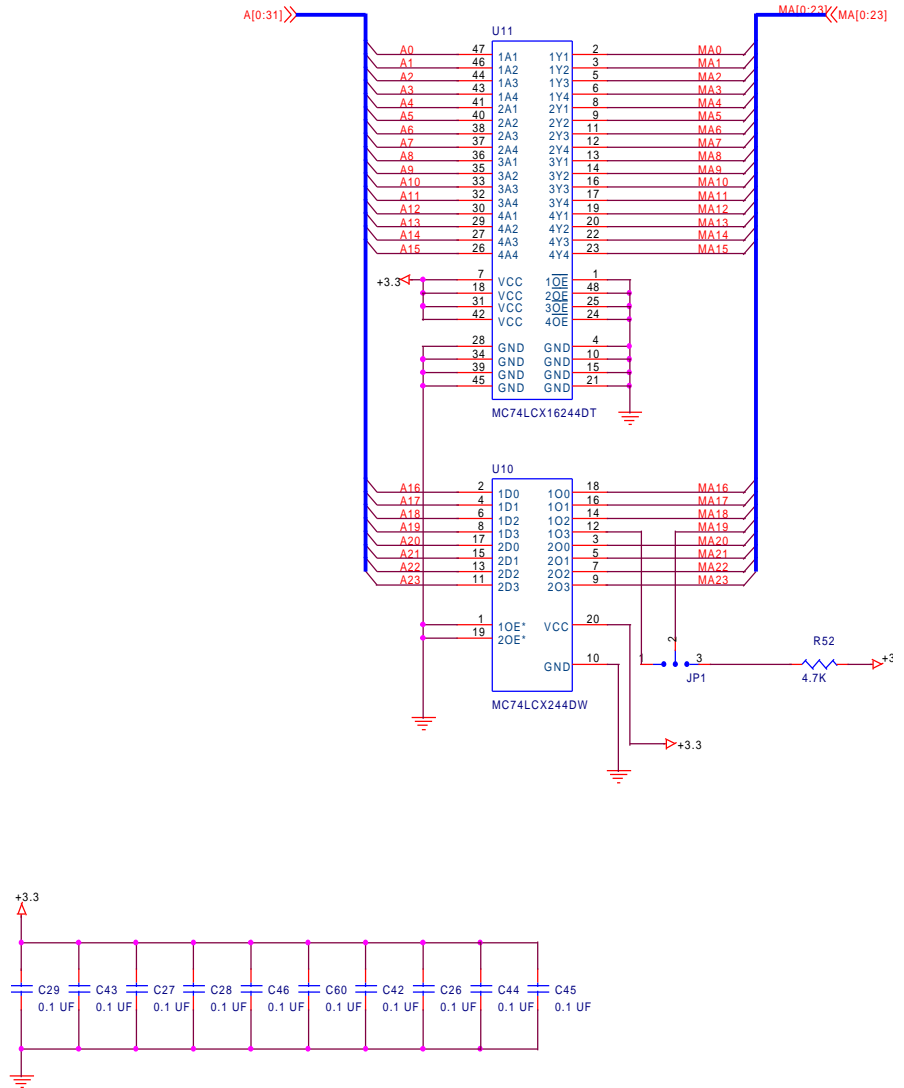 A[0:31]
MA[0:23]
MA[0:23]
U11
A0 47 1A1 1Y1 2 MA0
A1 46 1A2 1Y2 3 MA1
A2 44 1A3 1Y3 5 MA2
A3 43 1A4 1Y4 6 MA3
A4 41 2A1 2Y1 8 MA4
A5 40 2A2 2Y2 9 MA5
A6 38 2A3 2Y3 11 MA6
A7 37 2A4 2Y4 12 MA7
A8 36 3A1 3Y1 13 MA8
A9 35 3A2 3Y2 14 MA9
A10 33 3A3 3Y3 16 MA10
A11 32 3A4 3Y4 17 MA11
A12 30 4A1 4Y1 19 MA12
A13 29 4A2 4Y2 20 MA13
A14 27 4A3 4Y3 22 MA14
A15 26 4A4 4Y4 23 MA15
+3.3 7 VCC 1OE 1
18 VCC 2OE 48
31 VCC 3OE 25
42 VCC 4OE 24
28 GND GND 4
34 GND GND 10
39 GND GND 15
45 GND GND 21
MC74LCX16244DT
U10
A16 2 1D0 1O0 18 MA16
A17 4 1D1 1O1 16 MA17
A18 6 1D2 1O2 14 MA18
A19 8 1D3 1O3 12 MA19
A20 17 2D0 2O0 3 MA20
A21 15 2D1 2O1 5 MA21
A22 13 2D2 2O2 7 MA22
A23 11 2D3 2O3 9 MA23
1 1OE* VCC 20
19 2OE*
GND 10
MC74LCX244DW
1 2 3
JP1
R52
4.7K
+3.3
+3.3
C29 C43 C27 C28 C46 C60 C42 C26 C44 C45
0.1 UF 0.1 UF 0.1 UF 0.1 UF 0.1 UF 0.1 UF 0.1 UF 0.1 UF 0.1 UF 0.1 UF